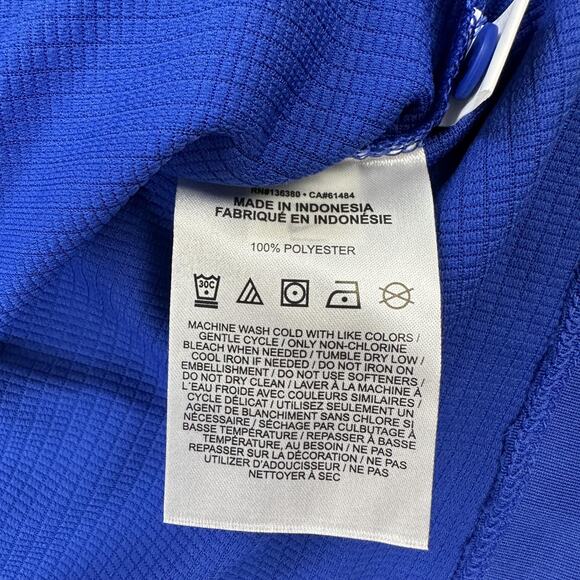 RN#136380 • CA#61484
MADE IN INDONESIA
FABRIQUÉ EN INDONÉSIE
100% POLYESTER
30C
MACHINE WASH COLD WITH LIKE COLORS /
GENTLE CYCLE / ONLY NON-CHLORINE
BLEACH WHEN NEEDED / TUMBLE DRY LOW /
COOL IRON IF NEEDED / DO NOT IRON ON
EMBELLISHMENT / DO NOT USE SOFTENERS /
DO NOT DRY CLEAN / LAVER À LA MACHINE À
L'EAU FROIDE AVEC COULEURS SIMILAIRES /
CYCLE DÉLICAT / UTILISEZ SEULEMENT UN
AGENT DE BLANCHIMENT SANS CHLORE SI
NÉCESSAIRE / SÉCHAGE PAR CULBUTAGE À
BASSE TEMPÉRATURE / REPASSER À BASSE
TEMPÉRATURE, AU BESOIN / NE PAS
REPASSER SUR LA DÉCORATION / NE PAS
UTILIZER D'ADOUCISSEUR / NE PAS
NETTOYER À SEC